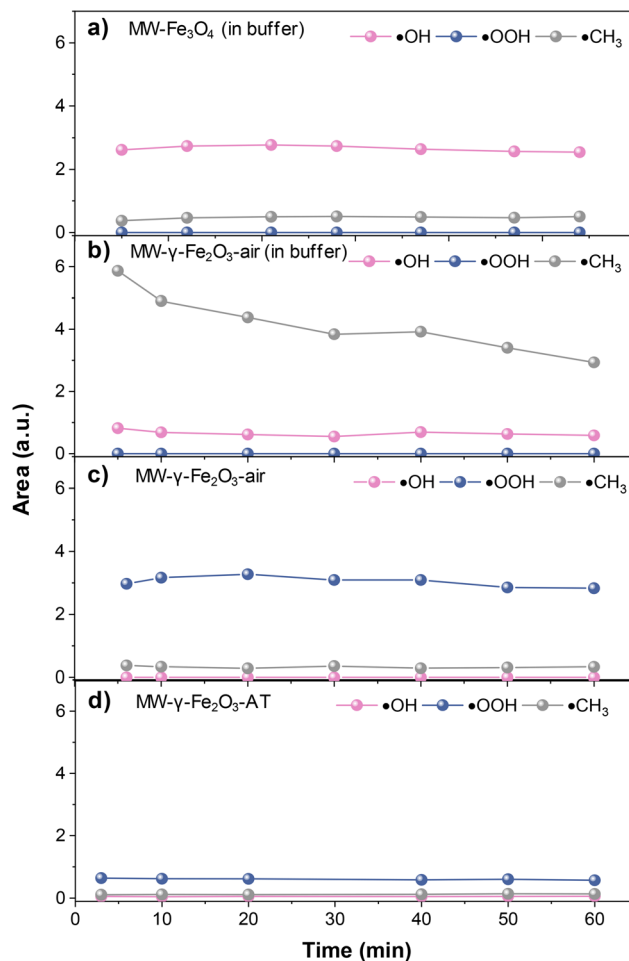 a) MW-Fe₃O₄ (in buffer)
●OH ●OOH ●CH₃
6
4
2
0
b) MW-γ-Fe₂O₃-air (in buffer)
●OH ●OOH ●CH₃
6
4
2
0
c) MW-γ-Fe₂O₃-air
●OH ●OOH ●CH₃
6
4
2
0
d) MW-γ-Fe₂O₃-AT
●OH ●OOH ●CH₃
6
4
2
0
0 10 20 30 40 50 60
Time (min)
Area (a.u.)